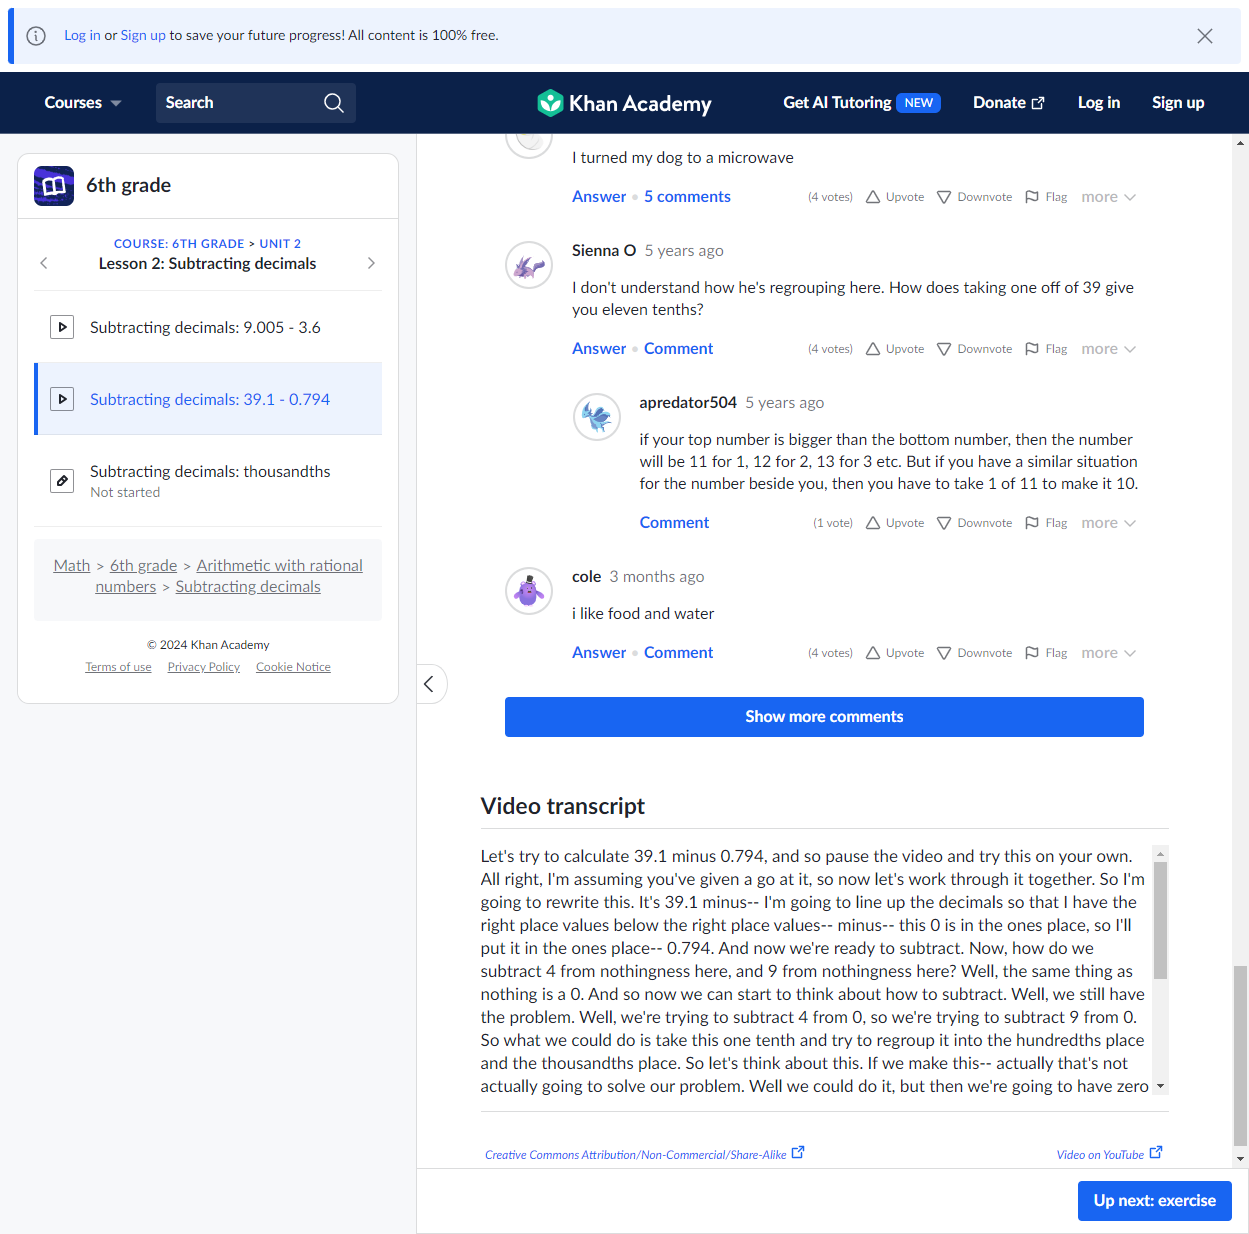 Log in or Sign up to save your future progress! All content is 100% free.
Courses
Search
Khan Academy
Get AI Tutoring NEW
Donate
Log in
Sign up
6th grade
COURSE: 6TH GRADE > UNIT 2
Lesson 2: Subtracting decimals
Subtracting decimals: 9.005 - 3.6
Subtracting decimals: 39.1 - 0.794
Subtracting decimals: thousandths
Not started
Math > 6th grade > Arithmetic with rational
numbers > Subtracting decimals
© 2024 Khan Academy
Terms of use Privacy Policy Cookie Notice
I turned my dog to a microwave
Answer • 5 comments (4 votes) Upvote Downvote Flag more
Sienna O 5 years ago
I don't understand how he's regrouping here. How does taking one off of 39 give
you eleven tenths?
Answer • Comment (4 votes) Upvote Downvote Flag more
apredator504 5 years ago
if your top number is bigger than the bottom number, then the number
will be 11 for 1, 12 for 2, 13 for 3 etc. But if you have a similar situation
for the number beside you, then you have to take 1 of 11 to make it 10.
Comment (1 vote) Upvote Downvote Flag more
cole 3 months ago
i like food and water
Answer • Comment (4 votes) Upvote Downvote Flag more
Show more comments
Video transcript
Let's try to calculate 39.1 minus 0.794, and so pause the video and try this on your own.
All right, I'm assuming you've given a go at it, so now let's work through it together. So I'm
going to rewrite this. It's 39.1 minus-- I'm going to line up the decimals so that I have the
right place values below the right place values-- minus-- this 0 is in the ones place, so I'll
put it in the ones place-- 0.794. And now we're ready to subtract. Now, how do we
subtract 4 from nothingness here, and 9 from nothingness here? Well, the same thing as
nothing is a 0. And so now we can start to think about how to subtract. Well, we still have
the problem. Well, we're trying to subtract 4 from 0, so we're trying to subtract 9 from 0.
So what we could do is take this one tenth and try to regroup it into the hundredths place
and the thousandths place. So let's think about this. If we make this-- actually that's not
actually going to solve our problem. Well we could do it, but then we're going to have zero
Creative Commons Attribution/Non-Commercial/Share-Alike
Video on YouTube
Up next: exercise